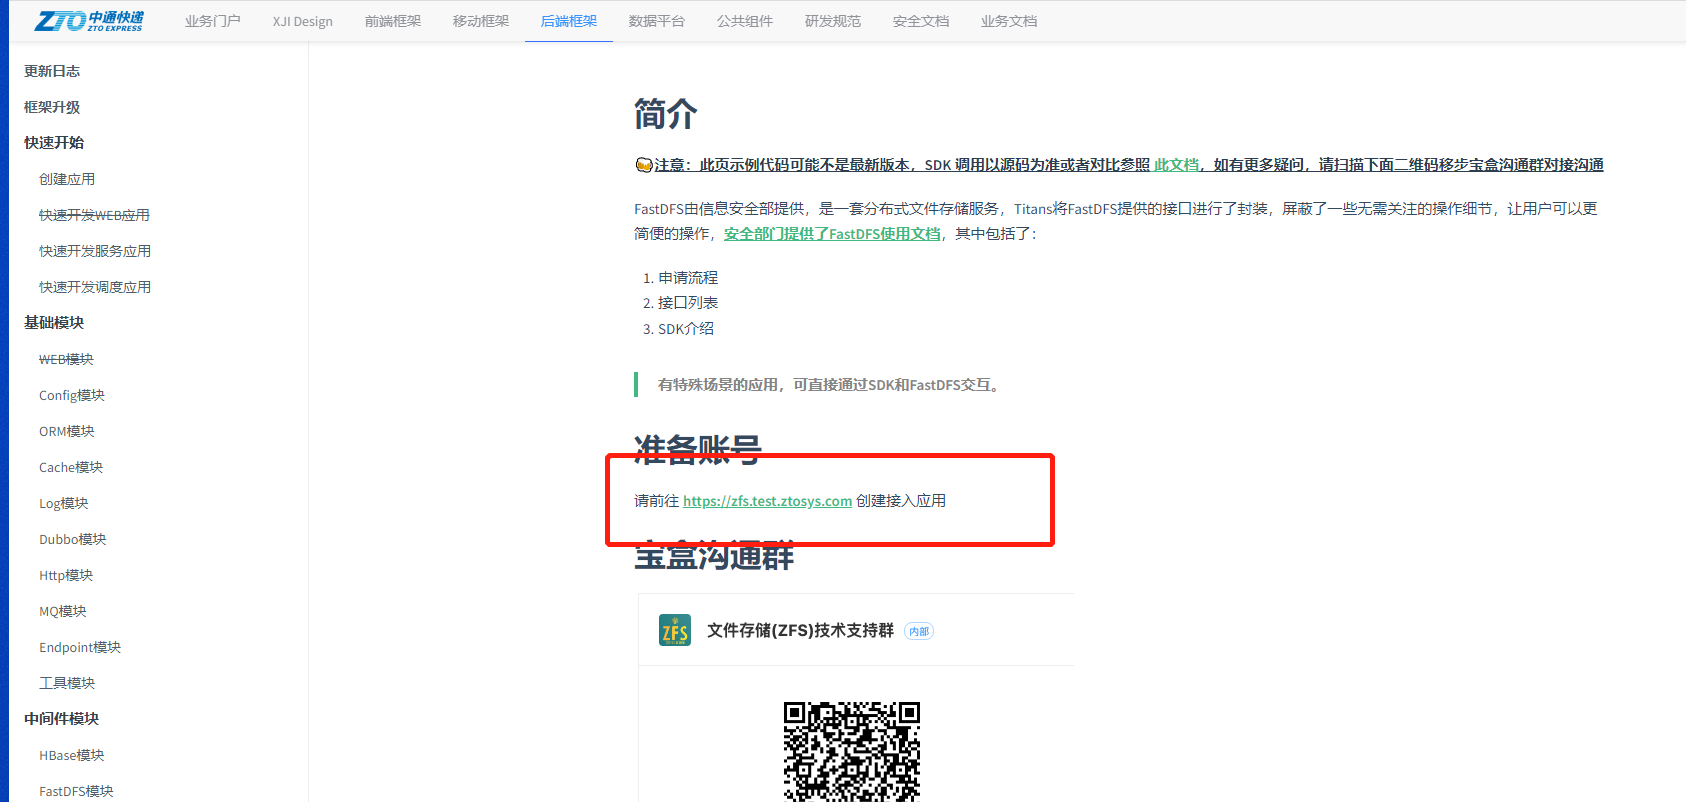 ZTO 中通快递
ZTO EXPRESS
业务门户
XJI Design
前端框架
移动框架
后端框架
数据平台
公共组件
研发规范
安全文档
业务文档
更新日志
框架升级
快速开始
创建应用
快速开发WEB应用
快速开发服务应用
快速开发调度应用
基础模块
WEB模块
Config模块
ORM模块
Cache模块
Log模块
Dubbo模块
Http模块
MQ模块
Endpoint模块
工具模块
中间件模块
HBase模块
FastDFS模块
简介
注意：此页示例代码可能不是最新版本，SDK 调用以源码为准或者对比参照 此文档，如有更多疑问，请扫描下面二维码移步宝盒沟通群对接沟通
FastDFS由信息安全部提供，是一套分布式文件存储服务，Titans将FastDFS提供的接口进行了封装，屏蔽了一些无需关注的操作细节，让用户可以更
简便的操作，安全部门提供了FastDFS使用文档，其中包括了：
1. 申请流程
2. 接口列表
3. SDK介绍
有特殊场景的应用，可直接通过SDK和FastDFS交互。
准备账号
请前往 https://zfs.test.ztosys.com 创建接入应用
宝盒沟通群
ZFS
文件存储(ZFS)技术支持群 内部